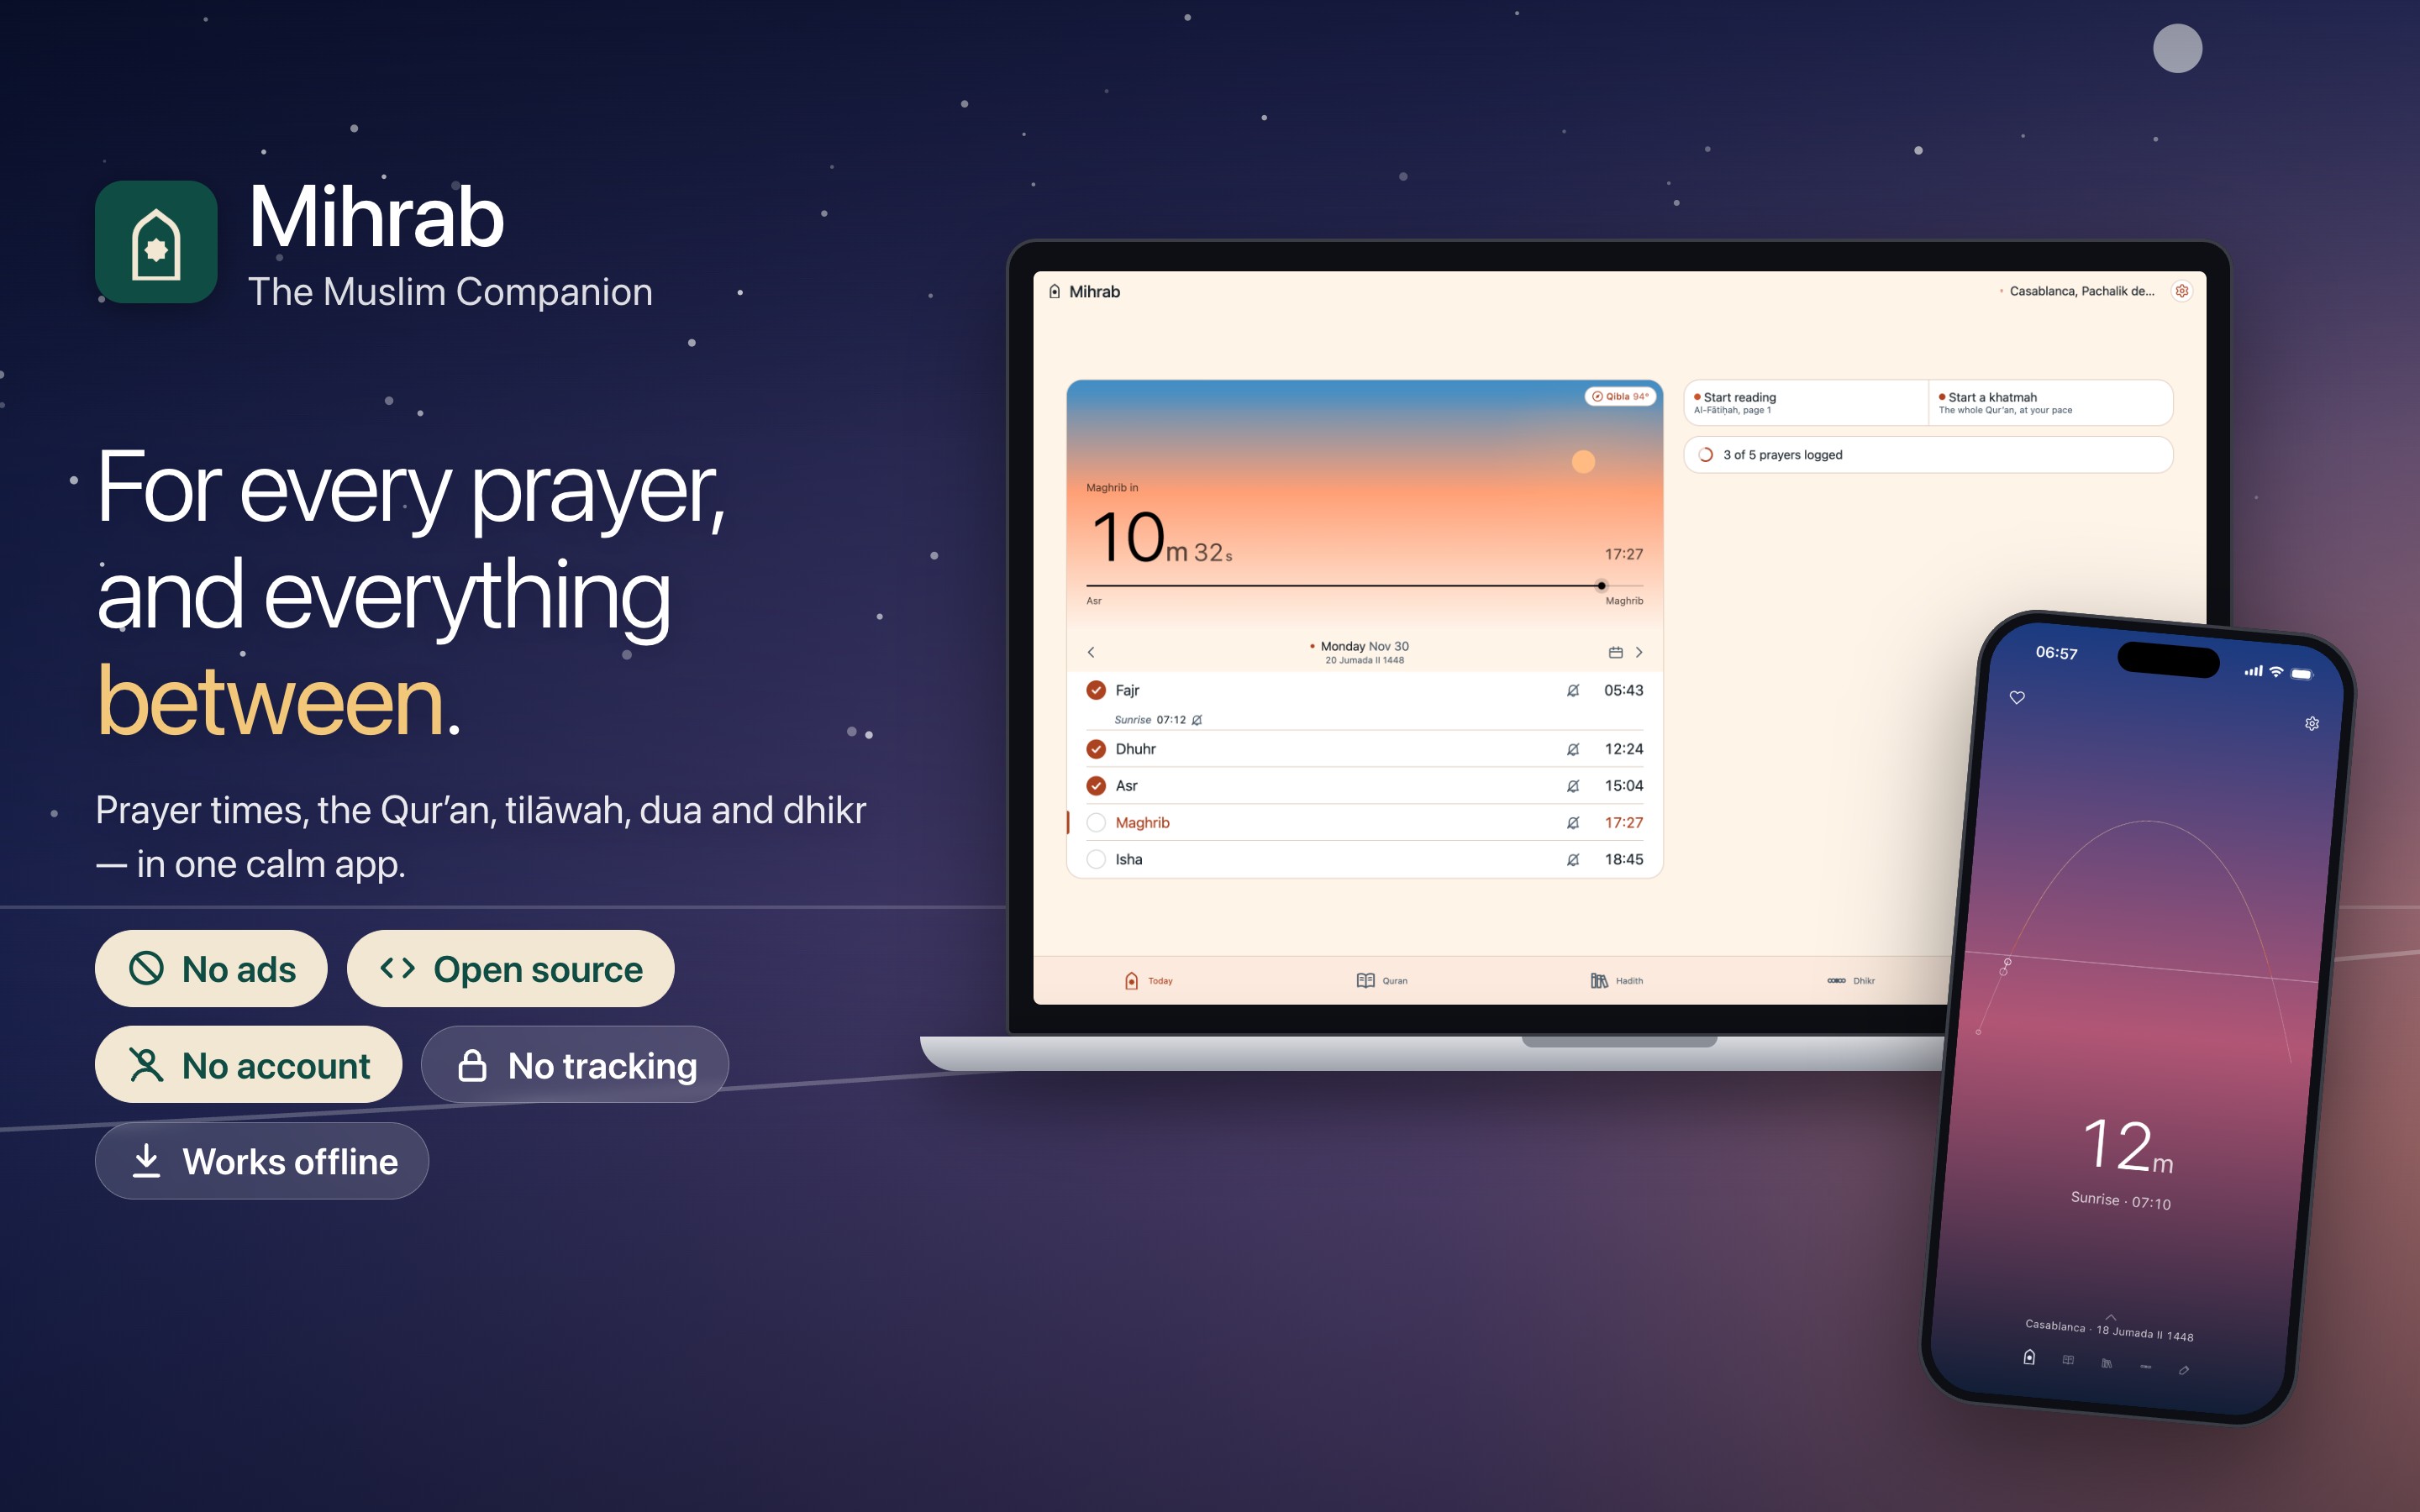 Mihrab
The Muslim Companion
For every prayer,
and everything
between.
Prayer times, the Qur’an, tilāwah, dua and dhikr
— in one calm app.
No ads
Open source
No account
No tracking
Works offline
Mihrab
Casablanca, Pachalik de...
Qibla 94°
Maghrib in
10m 32s
17:27
Asr
Maghrib
Monday Nov 30
20 Jumada II 1448
Fajr
05:43
Sunrise 07:12
Dhuhr
12:24
Asr
15:04
Maghrib
17:27
Isha
18:45
Start reading
Al-Fātiḥah, page 1
Start a khatmah
The whole Qur’an, at your pace
3 of 5 prayers logged
Today
Quran
Hadith
Dhikr
06:57
12m
Sunrise · 07:10
Casablanca · 18 Jumada II 1448